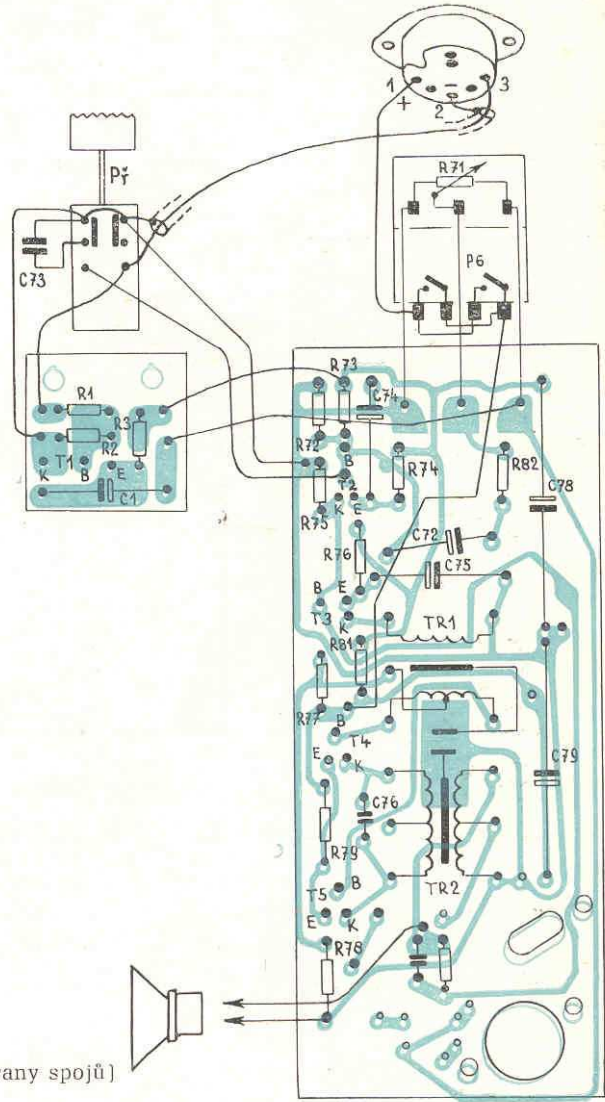 1 2 3
+
Př
R71
C73
P6
R73
C74
R1
R3
R72
R2
B
R74
R82
C78
K T1 B E
T2
R75
K E
C1
C72
R76
C75
B E
T3
K
TR1
R81
R77
B
T4
E
K
C79
C76
R79
B
TR2
T5
E K
R78
any spojů)